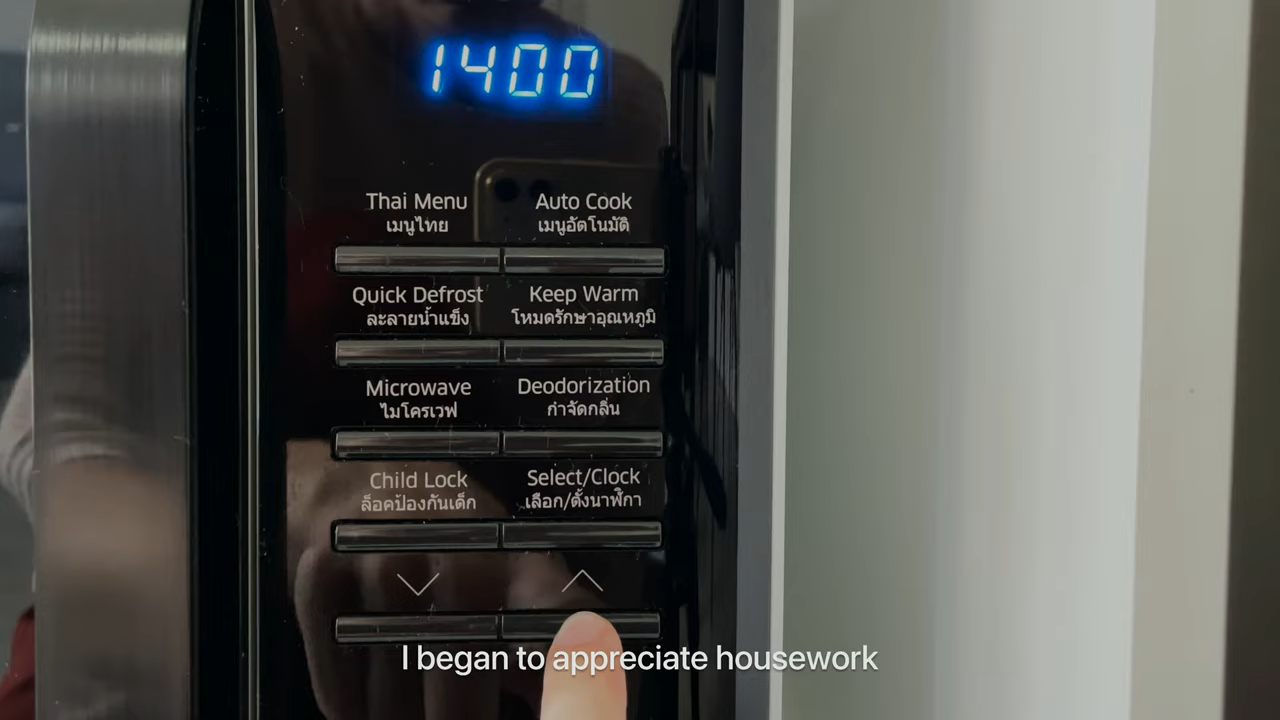 1400
Thai Menu
เมนูไทย
Auto Cook
เมนูอัตโนมัติ
Quick Defrost
ละลายน้ำแข็ง
Keep Warm
โหมดรักษาอุณหภูมิ
Microwave
ไมโครเวฟ
Deodorization
กำจัดกลิ่น
Child Lock
ล็อคป้องกันเด็ก
Select/Clock
เลือก/ตั้งนาฬิกา
I began to appreciate housework